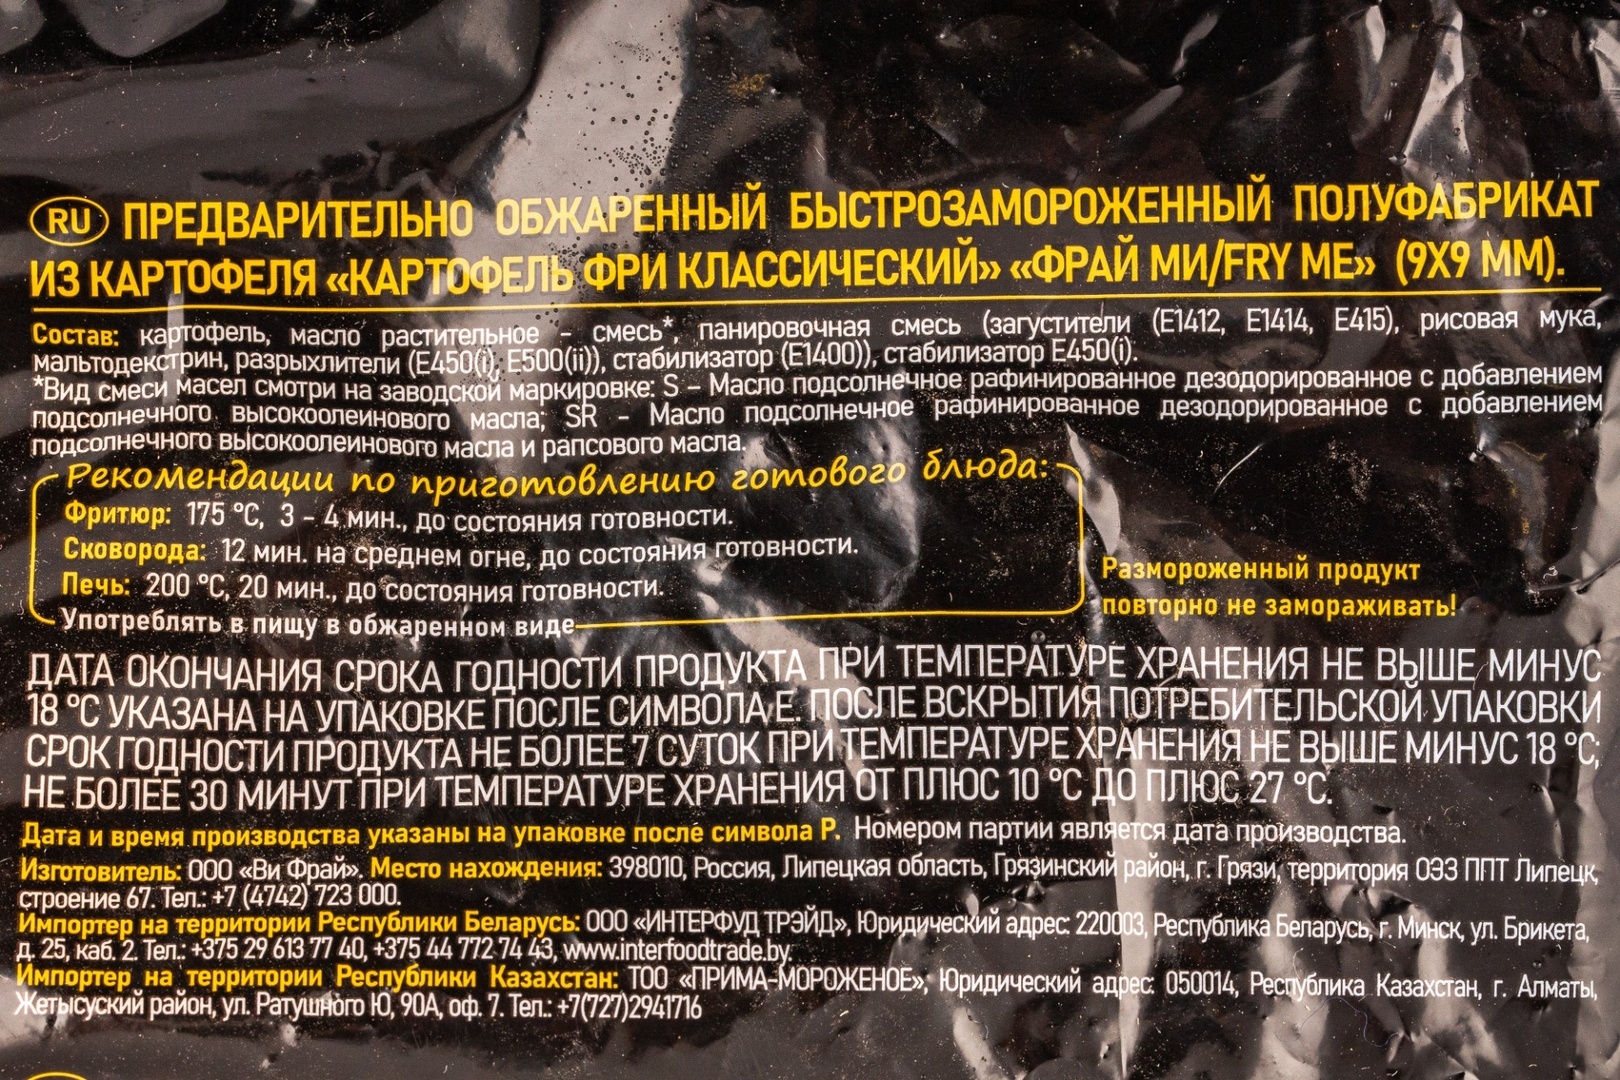 RU ПРЕДВАРИТЕЛЬНО ОБЖАРЕННЫЙ БЫСТРОЗАМОРОЖЕННЫЙ ПОЛУФАБРИКАТ
ИЗ КАРТОФЕЛЯ «КАРТОФЕЛЬ ФРИ КЛАССИЧЕСКИЙ» «ФРАЙ МИ/FRY ME» (9X9 ММ).
Состав: картофель, масло растительное - смесь*, панировочная смесь (загустители (Е1412, Е1414, Е415), рисовая мука,
мальтодекстрин, разрыхлители (Е450(i), Е500(ii)), стабилизатор (Е1400)), стабилизатор Е450(i).
*Вид смеси масел смотри на заводской маркировке: S – Масло подсолнечное рафинированное дезодорированное с добавлением
подсолнечного высокоолеинового масла; SR - Масло подсолнечное рафинированное дезодорированное с добавлением
подсолнечного высокоолеинового масла и рапсового масла.
Рекомендации по приготовлению готового блюда:
Фритюр: 175 °С, 3 – 4 мин., до состояния готовности.
Сковорода: 12 мин. на среднем огне, до состояния готовности.
Печь: 200 °С, 20 мин., до состояния готовности.
Употреблять в пищу в обжаренном виде
Размороженный продукт
повторно не замораживать!
ДАТА ОКОНЧАНИЯ СРОКА ГОДНОСТИ ПРОДУКТА ПРИ ТЕМПЕРАТУРЕ ХРАНЕНИЯ НЕ ВЫШЕ МИНУС
18 °С УКАЗАНА НА УПАКОВКЕ ПОСЛЕ СИМВОЛА Е. ПОСЛЕ ВСКРЫТИЯ ПОТРЕБИТЕЛЬСКОЙ УПАКОВКИ
СРОК ГОДНОСТИ ПРОДУКТА НЕ БОЛЕЕ 7 СУТОК ПРИ ТЕМПЕРАТУРЕ ХРАНЕНИЯ НЕ ВЫШЕ МИНУС 18 °С;
НЕ БОЛЕЕ 30 МИНУТ ПРИ ТЕМПЕРАТУРЕ ХРАНЕНИЯ ОТ ПЛЮС 10 °С ДО ПЛЮС 27 °С.
Дата и время производства указаны на упаковке после символа Р. Номером партии является дата производства.
Изготовитель: ООО «Ви Фрай». Место нахождения: 398010, Россия, Липецкая область, Грязинский район, г. Грязи, территория ОЭЗ ППТ Липецк,
строение 67. Тел.: +7 (4742) 723 000.
Импортер на территории Республики Беларусь: ООО «ИНТЕРФУД ТРЭЙД», Юридический адрес: 220003, Республика Беларусь, г. Минск, ул. Брикета,
д. 25, каб. 2. Тел.: +375 29 613 77 40, +375 44 772 74 43, www.interfoodtrade.by.
Импортер на территории Республики Казахстан: ТОО «ПРИМА-МОРОЖЕНОЕ»; Юридический адрес: 050014, Республика Казахстан, г. Алматы,
Жетысуский район, ул. Ратушного Ю, 90А, оф. 7. Тел.: +7(727)2941716